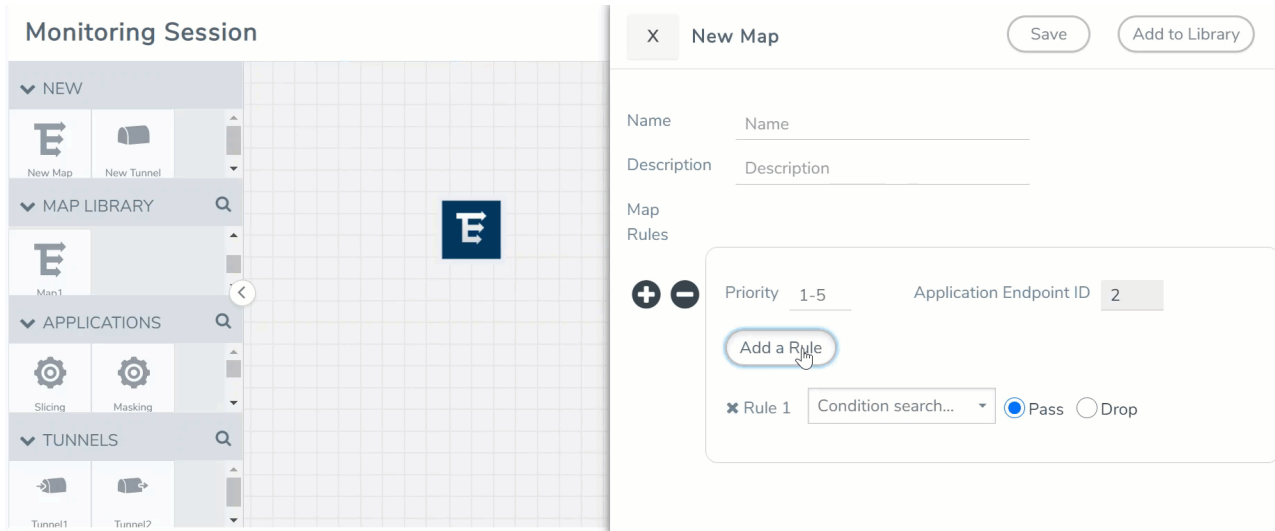 Monitoring Session
X New Map Save Add to Library
NEW
New Map New Tunnel
MAP LIBRARY
Map1
APPLICATIONS
Slicing Masking
TUNNELS
Tunnel1 Tunnel2
Name Name
Description Description
Map
Rules
Priority 1-5 Application Endpoint ID 2
Add a Rule
Rule 1 Condition search... Pass Drop